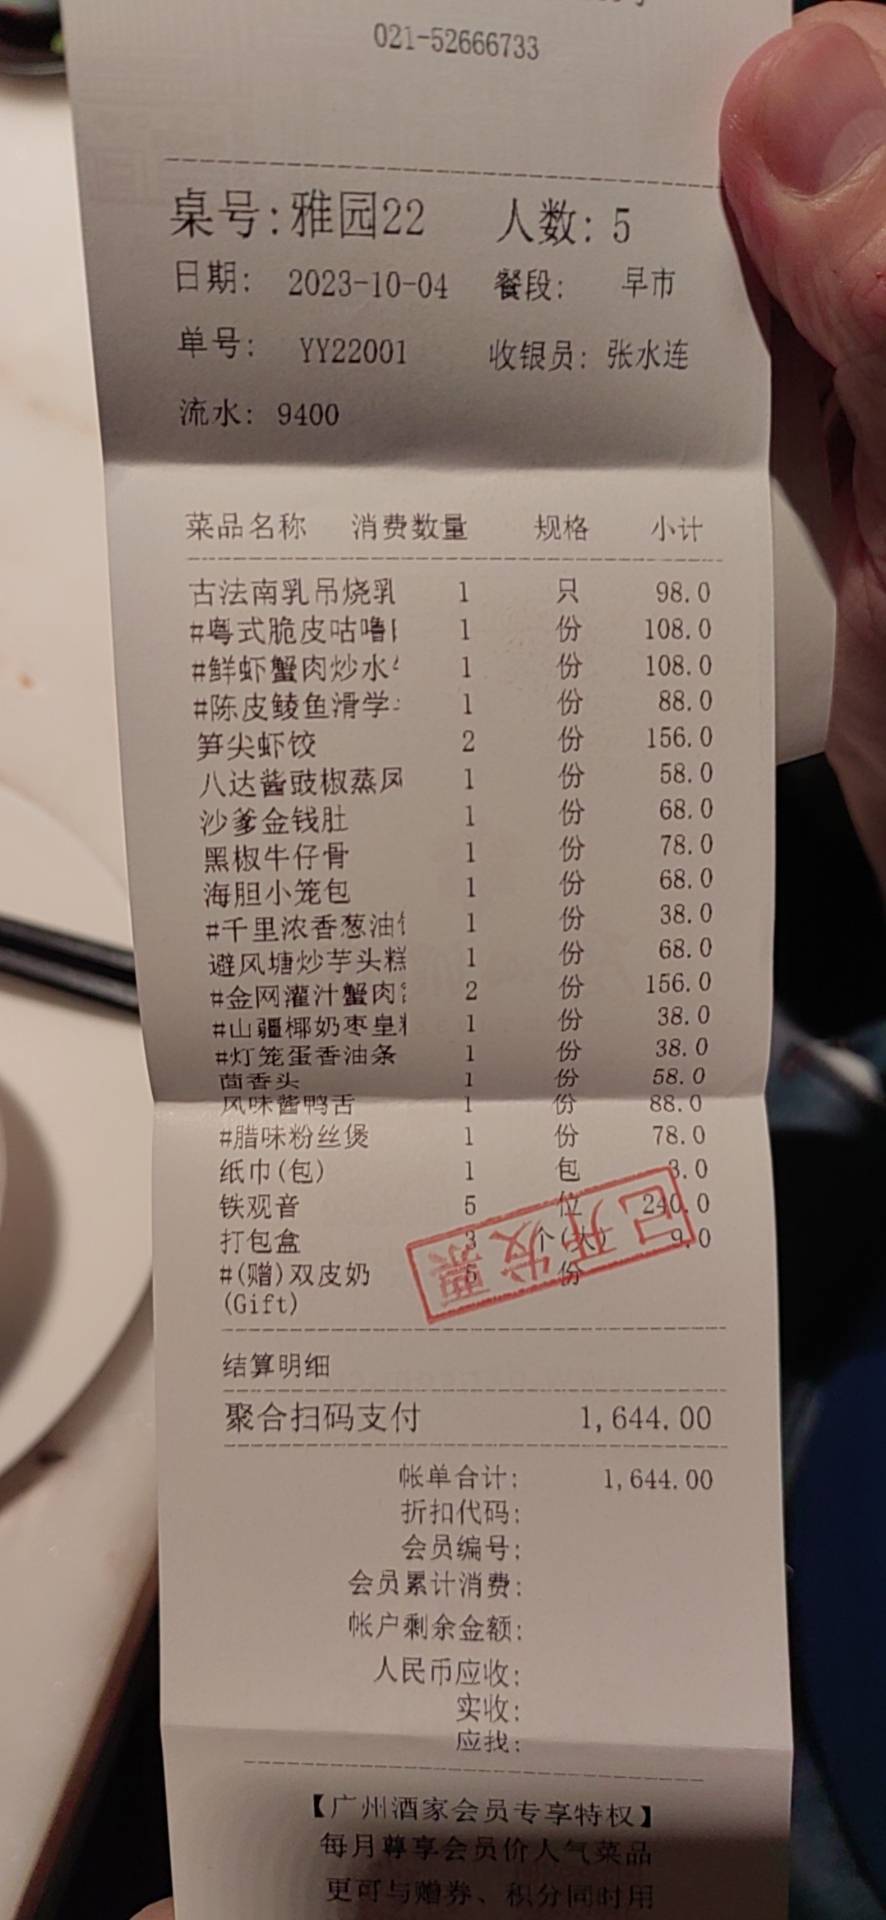 021-52666733
桌号:雅园22 人数: 5
日期: 2023-10-04 餐段: 早市
单号: YY22001 收银员: 张水连
流水: 9400
菜品名称 消费数量 规格 小计
古法南乳吊烧乳 1 只 98.0
#粤式脆皮咕噜 1 份 108.0
#鲜虾蟹肉炒水 1 份 108.0
#陈皮鲮鱼滑学 1 份 88.0
笋尖虾饺 2 份 156.0
八达酱豉椒蒸凤 1 份 58.0
沙爹金钱肚 1 份 68.0
黑椒牛仔骨 1 份 78.0
海胆小笼包 1 份 68.0
#千里浓香葱油 1 份 38.0
避风塘炒芋头糕 1 份 68.0
#金网灌汁蟹肉 2 份 156.0
#山疆椰奶枣皇 1 份 38.0
#灯笼蛋香油条 1 份 38.0
茴香头 1 份 58.0
风味酱鸭舌 1 份 88.0
#腊味粉丝煲 1 份 78.0
纸巾(包) 1 包 3.0
铁观音 5 位 240.0
打包盒 3 个(大) 9.0
#(赠)双皮奶 5 份
(Gift)
已开发票
结算明细
聚合扫码支付 1,644.00
帐单合计: 1,644.00
折扣代码:
会员编号:
会员累计消费:
帐户剩余金额:
人民币应收:
实收:
应找:
【广州酒家会员专享特权】
每月尊享会员价人气菜品
更可与赠券、积分同时用